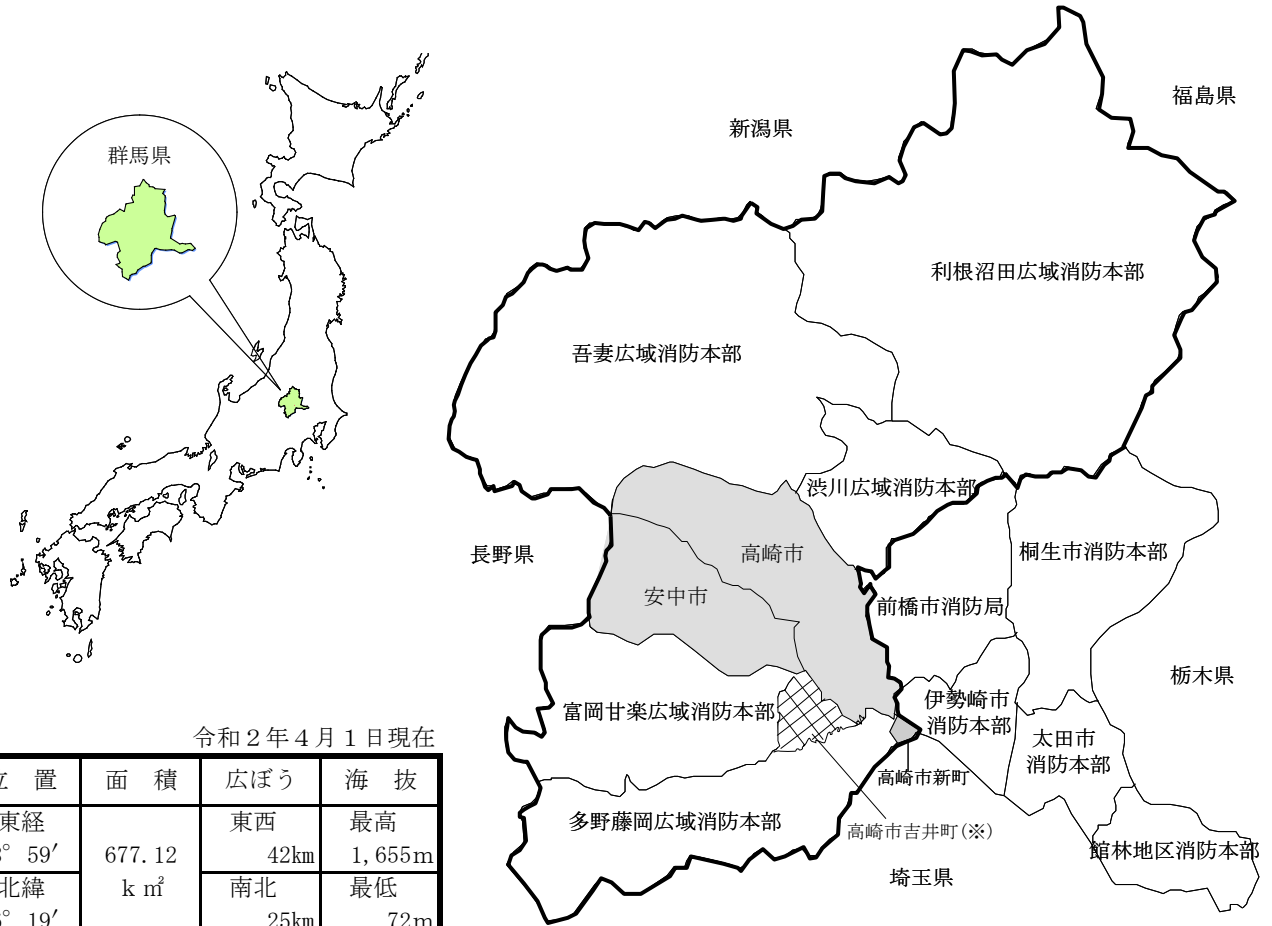 群馬県
新潟県
福島県
利根沼田広域消防本部
吾妻広域消防本部
渋川広域消防本部
長野県
高崎市
桐生市消防本部
安中市
前橋市消防局
栃木県
富岡甘楽広域消防本部
伊勢崎市
消防本部
太田市
消防本部
高崎市新町
多野藤岡広域消防本部
高崎市吉井町(※)
館林地区消防本部
埼玉県
令和２年４月１日現在
置 面 積 広ぼう 海 抜
東経 東西 最高
° 59′ 677.12 42km 1,655m
北緯 k㎡ 南北 最低
° 19′ 25km 72m